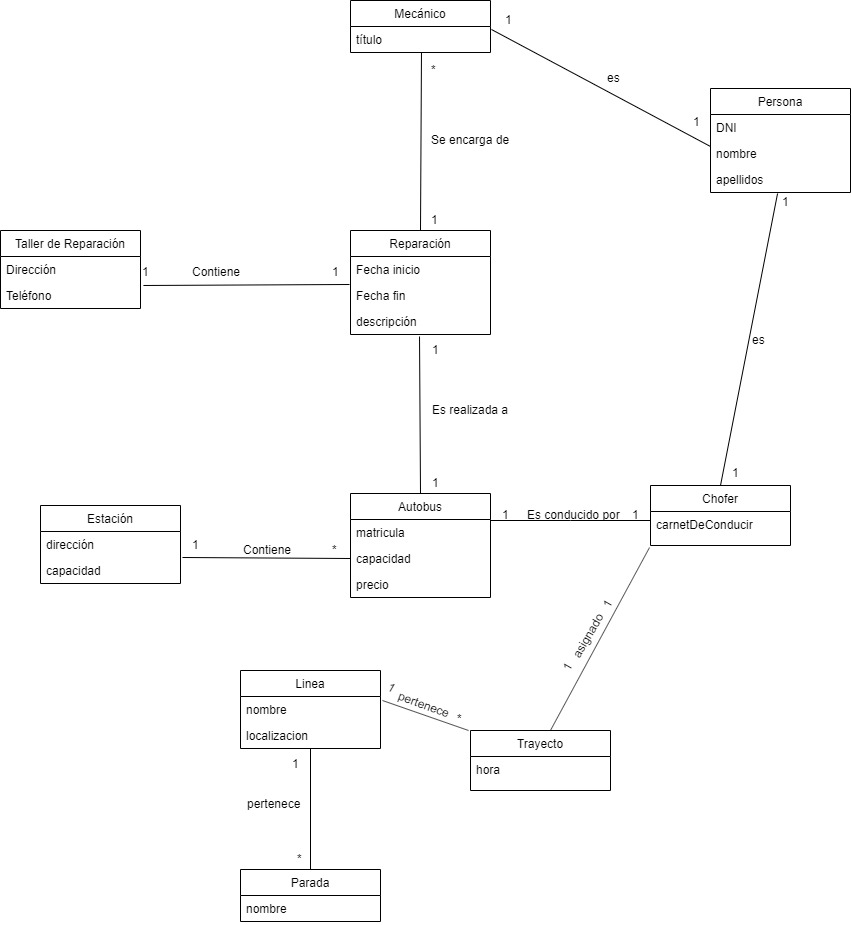 Mecánico
título
1
*
es
1
Persona
DNI
nombre
apellidos
1
Se encarga de
1
Taller de Reparación
Dirección
Teléfono
1
Contiene
1
Reparación
Fecha inicio
Fecha fin
descripción
1
es
Es realizada a
1
1
Estación
dirección
capacidad
1
Contiene
*
Autobus
matricula
capacidad
precio
1
Es conducido por
1
Chofer
carnetDeConducir
1
asignado
1
Linea
nombre
localizacion
1
pertenece
*
Trayecto
hora
1
pertenece
*
Parada
nombre